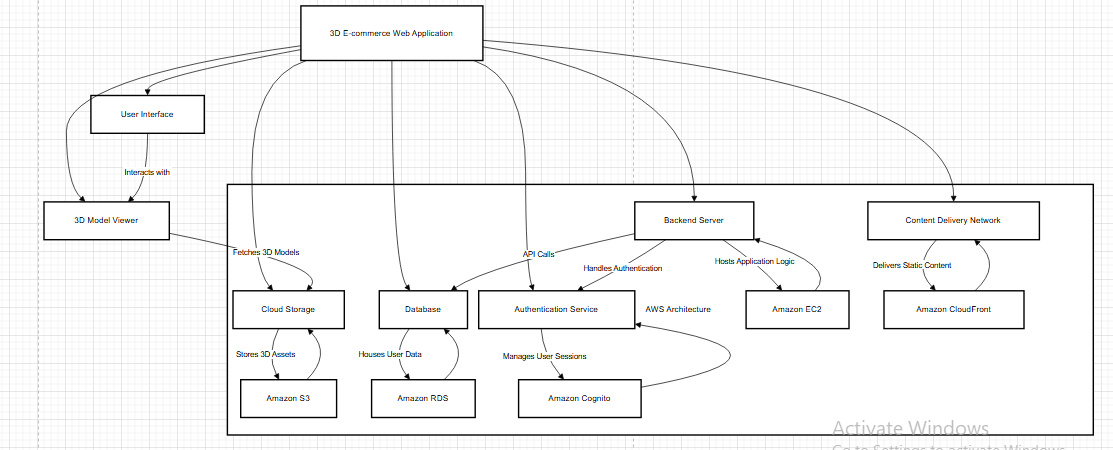 3D E-commerce Web Application
User Interface
Interacts with
3D Model Viewer
Backend Server
Content Delivery Network
Fetches 3D Models
API Calls
Handles Authentication
Hosts Application Logic
Delivers Static Content
Cloud Storage
Database
Authentication Service
AWS Architecture
Amazon EC2
Amazon CloudFront
Stores 3D Assets
Houses User Data
Manages User Sessions
Amazon S3
Amazon RDS
Amazon Cognito
Activate Windows
Go to Settings to activate Windows.